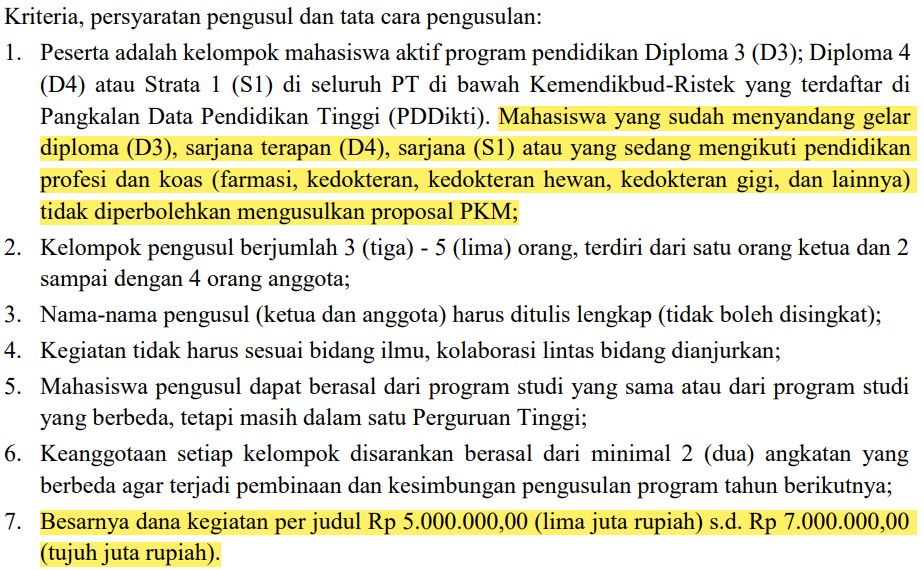 Kriteria, persyaratan pengusul dan tata cara pengusulan:
1. Peserta adalah kelompok mahasiswa aktif program pendidikan Diploma 3 (D3); Diploma 4
(D4) atau Strata 1 (S1) di seluruh PT di bawah Kemendikbud-Ristek yang terdaftar di
Pangkalan Data Pendidikan Tinggi (PDDikti). Mahasiswa yang sudah menyandang gelar
diploma (D3), sarjana terapan (D4), sarjana (S1) atau yang sedang mengikuti pendidikan
profesi dan koas (farmasi, kedokteran, kedokteran hewan, kedokteran gigi, dan lainnya)
tidak diperbolehkan mengusulkan proposal PKM;
2. Kelompok pengusul berjumlah 3 (tiga) - 5 (lima) orang, terdiri dari satu orang ketua dan 2
sampai dengan 4 orang anggota;
3. Nama-nama pengusul (ketua dan anggota) harus ditulis lengkap (tidak boleh disingkat);
4. Kegiatan tidak harus sesuai bidang ilmu, kolaborasi lintas bidang dianjurkan;
5. Mahasiswa pengusul dapat berasal dari program studi yang sama atau dari program studi
yang berbeda, tetapi masih dalam satu Perguruan Tinggi;
6. Keanggotaan setiap kelompok disarankan berasal dari minimal 2 (dua) angkatan yang
berbeda agar terjadi pembinaan dan kesimbungan pengusulan program tahun berikutnya;
7. Besarnya dana kegiatan per judul Rp 5.000.000,00 (lima juta rupiah) s.d. Rp 7.000.000,00
(tujuh juta rupiah).